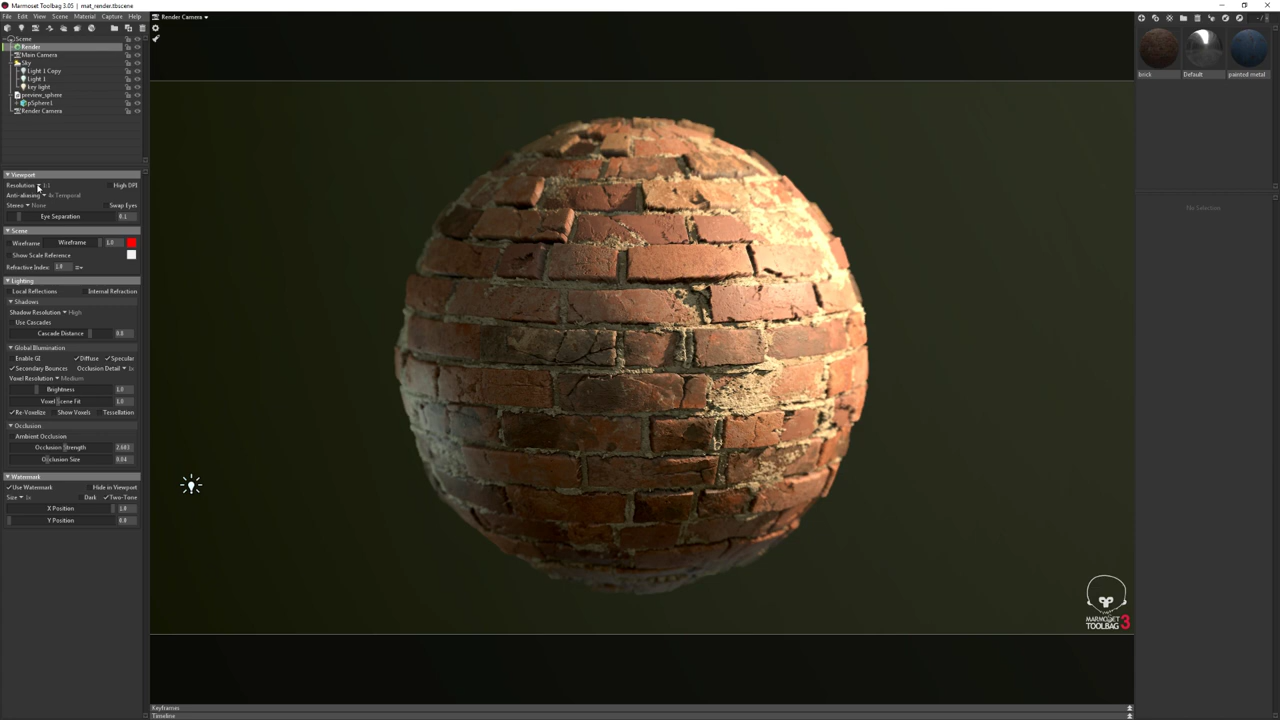 Marmoset Toolbag 3.05 | mat_render.tbscene
File Edit View Scene Material Capture Help
Render Camera
Scene
Render
Main Camera
Sky
Light 1 Copy
Light 1
key light
preview_sphere
pSphere1
Render Camera
brick Default painted metal
Viewport
Resolution 1:1 High DPI
Anti-aliasing 4x Temporal
Stereo None Swap Eyes
Eye Separation 0.1
No Selection
Scene
Wireframe Wireframe 1.0
Show Scale Reference
Refractive Index: 1.0
Lighting
Local Reflections Internal Refraction
Shadows
Shadow Resolution High
Use Cascades
Cascade Distance 0.8
Global Illumination
Enable GI Diffuse Specular
Secondary Bounces Occlusion Detail 1x
Voxel Resolution Medium
Brightness 1.0
Voxel Scene Fit 1.0
Re-Voxelize Show Voxels Tessellation
Occlusion
Ambient Occlusion
Occlusion Strength 2.603
Occlusion Size 0.04
Watermark
Use Watermark Hide in Viewport
Size 1x Dark Two-Tone
X Position 1.0
Y Position 0.0
MARMOSET
TOOLBAG 3
Keyframes
Timeline